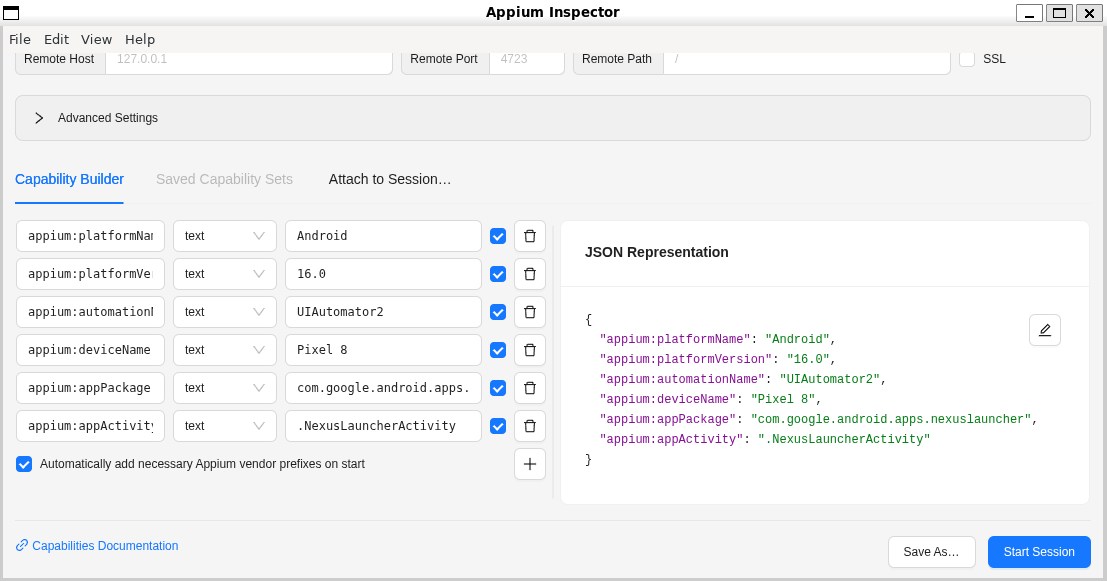 Appium Inspector
File Edit View Help
Remote Host 127.0.0.1 Remote Port 4723 Remote Path / SSL
Advanced Settings
Capability Builder Saved Capability Sets Attach to Session…
appium:platformNa text Android
appium:platformVe text 16.0
appium:automation text UIAutomator2
appium:deviceName text Pixel 8
appium:appPackage text com.google.android.apps.
appium:appActivity text .NexusLauncherActivity
Automatically add necessary Appium vendor prefixes on start
JSON Representation
{
"appium:platformName": "Android",
"appium:platformVersion": "16.0",
"appium:automationName": "UIAutomator2",
"appium:deviceName": "Pixel 8",
"appium:appPackage": "com.google.android.apps.nexuslauncher",
"appium:appActivity": ".NexusLauncherActivity"
}
Capabilities Documentation
Save As…
Start Session